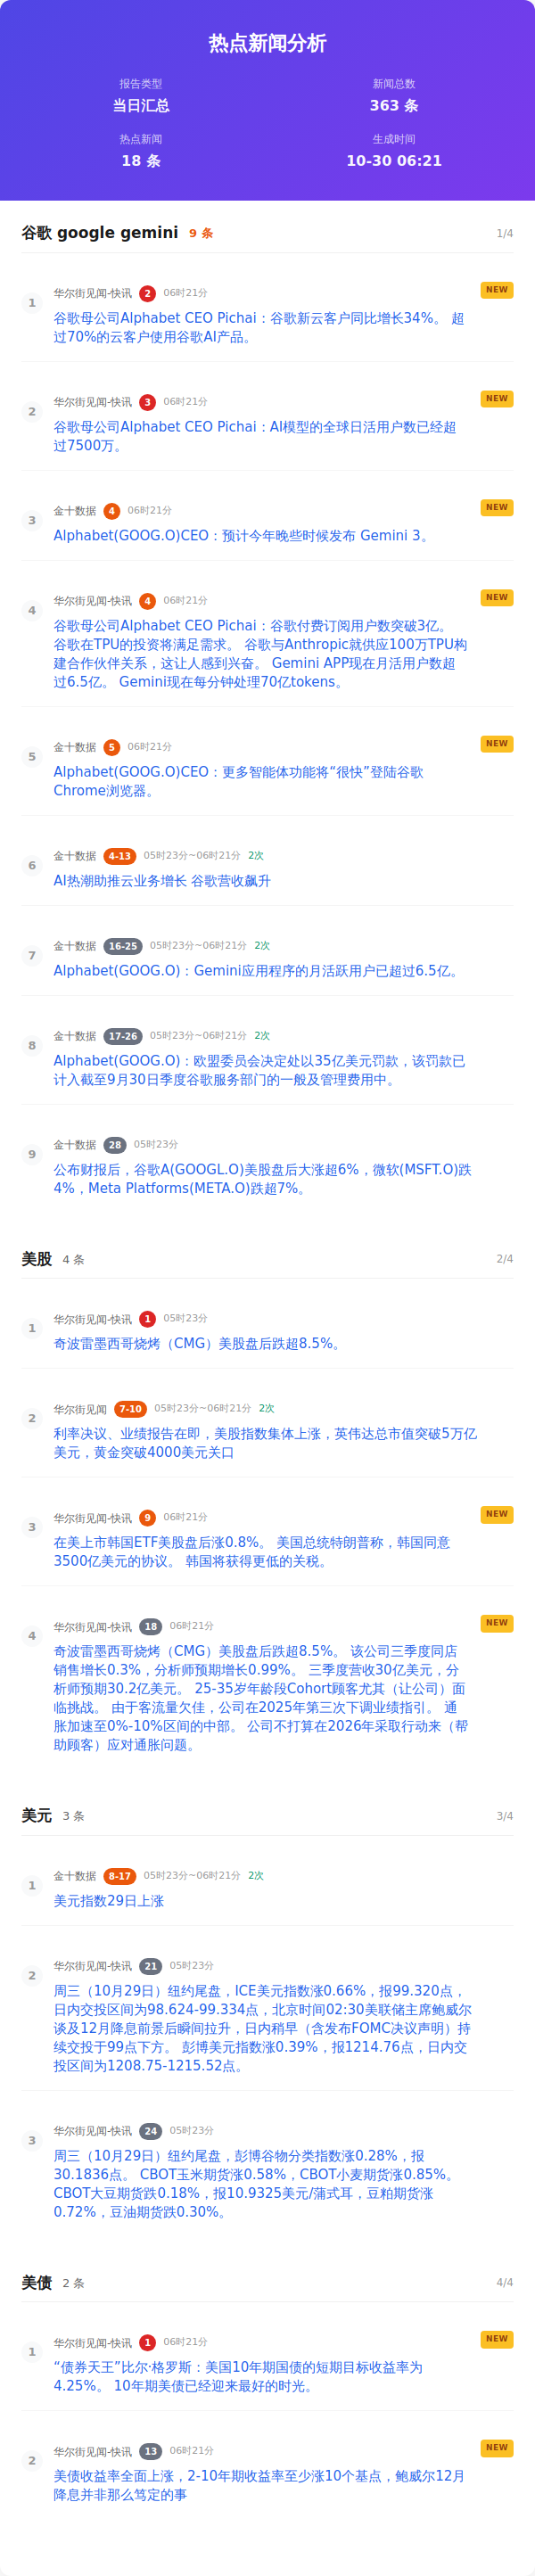 热点新闻分析
报告类型
当日汇总
新闻总数
363 条
热点新闻
18 条
生成时间
10-30 06:21
谷歌 google gemini 9 条 1/4
1 华尔街见闻-快讯 2 06时21分 NEW
谷歌母公司Alphabet CEO Pichai：谷歌新云客户同比增长34%。 超
过70%的云客户使用谷歌AI产品。
2 华尔街见闻-快讯 3 06时21分 NEW
谷歌母公司Alphabet CEO Pichai：AI模型的全球日活用户数已经超
过7500万。
3 金十数据 4 06时21分 NEW
Alphabet(GOOG.O)CEO：预计今年晚些时候发布 Gemini 3。
4 华尔街见闻-快讯 4 06时21分 NEW
谷歌母公司Alphabet CEO Pichai：谷歌付费订阅用户数突破3亿。
谷歌在TPU的投资将满足需求。 谷歌与Anthropic就供应100万TPU构
建合作伙伴关系，这让人感到兴奋。 Gemini APP现在月活用户数超
过6.5亿。 Gemini现在每分钟处理70亿tokens。
5 金十数据 5 06时21分 NEW
Alphabet(GOOG.O)CEO：更多智能体功能将“很快”登陆谷歌
Chrome浏览器。
6 金十数据 4-13 05时23分~06时21分 2次
AI热潮助推云业务增长 谷歌营收飙升
7 金十数据 16-25 05时23分~06时21分 2次
Alphabet(GOOG.O)：Gemini应用程序的月活跃用户已超过6.5亿。
8 金十数据 17-26 05时23分~06时21分 2次
Alphabet(GOOG.O)：欧盟委员会决定处以35亿美元罚款，该罚款已
计入截至9月30日季度谷歌服务部门的一般及管理费用中。
9 金十数据 28 05时23分
公布财报后，谷歌A(GOOGL.O)美股盘后大涨超6%，微软(MSFT.O)跌
4%，Meta Platforms(META.O)跌超7%。
美股 4 条 2/4
1 华尔街见闻-快讯 1 05时23分
奇波雷墨西哥烧烤（CMG）美股盘后跌超8.5%。
2 华尔街见闻 7-10 05时23分~06时21分 2次
利率决议、业绩报告在即，美股指数集体上涨，英伟达总市值突破5万亿
美元，黄金突破4000美元关口
3 华尔街见闻-快讯 9 06时21分 NEW
在美上市韩国ETF美股盘后涨0.8%。 美国总统特朗普称，韩国同意
3500亿美元的协议。 韩国将获得更低的关税。
4 华尔街见闻-快讯 18 06时21分 NEW
奇波雷墨西哥烧烤（CMG）美股盘后跌超8.5%。 该公司三季度同店
销售增长0.3%，分析师预期增长0.99%。 三季度营收30亿美元，分
析师预期30.2亿美元。 25-35岁年龄段Cohort顾客尤其（让公司）面
临挑战。 由于客流量欠佳，公司在2025年第三次下调业绩指引。 通
胀加速至0%-10%区间的中部。 公司不打算在2026年采取行动来（帮
助顾客）应对通胀问题。
美元 3 条 3/4
1 金十数据 8-17 05时23分~06时21分 2次
美元指数29日上涨
2 华尔街见闻-快讯 21 05时23分
周三（10月29日）纽约尾盘，ICE美元指数涨0.66%，报99.320点，
日内交投区间为98.624-99.334点，北京时间02:30美联储主席鲍威尔
谈及12月降息前景后瞬间拉升，日内稍早（含发布FOMC决议声明）持
续交投于99点下方。 彭博美元指数涨0.39%，报1214.76点，日内交
投区间为1208.75-1215.52点。
3 华尔街见闻-快讯 24 05时23分
周三（10月29日）纽约尾盘，彭博谷物分类指数涨0.28%，报
30.1836点。 CBOT玉米期货涨0.58%，CBOT小麦期货涨0.85%。
CBOT大豆期货跌0.18%，报10.9325美元/蒲式耳，豆粕期货涨
0.72%，豆油期货跌0.30%。
美债 2 条 4/4
1 华尔街见闻-快讯 1 06时21分 NEW
“债券天王”比尔·格罗斯：美国10年期国债的短期目标收益率为
4.25%。 10年期美债已经迎来最好的时光。
2 华尔街见闻-快讯 13 06时21分 NEW
美债收益率全面上涨，2-10年期收益率至少涨10个基点，鲍威尔12月
降息并非那么笃定的事